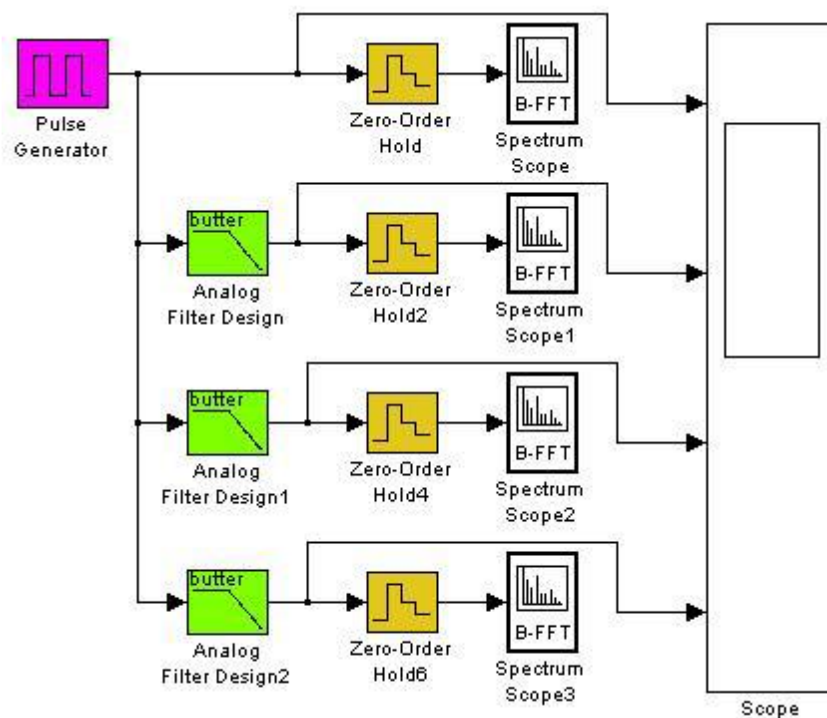 B-FFT
Pulse
Generator
Zero-Order
Hold
Spectrum
Scope
butter
B-FFT
Analog
Filter Design
Zero-Order
Hold2
Spectrum
Scope1
butter
B-FFT
Analog
Filter Design1
Zero-Order
Hold4
Spectrum
Scope2
butter
B-FFT
Analog
Filter Design2
Zero-Order
Hold6
Spectrum
Scope3
Scope